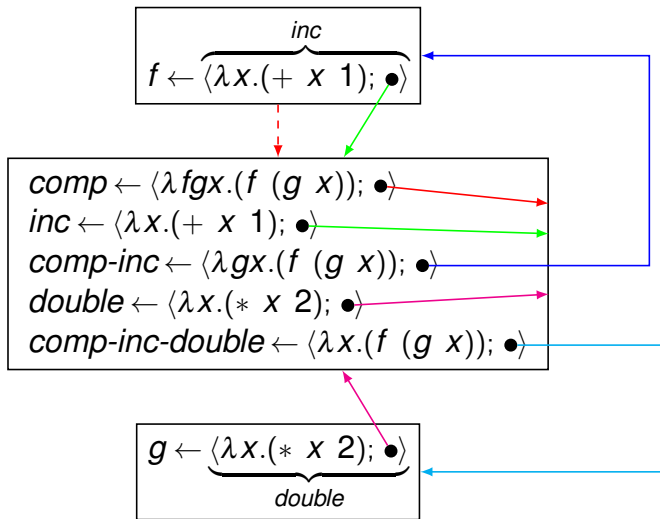 inc
f ← ⟨λx.(+ x 1); •⟩
comp ← ⟨λfgx.(f (g x)); •⟩
inc ← ⟨λx.(+ x 1); •⟩
comp-inc ← ⟨λgx.(f (g x)); •⟩
double ← ⟨λx.(∗ x 2); •⟩
comp-inc-double ← ⟨λx.(f (g x)); •⟩
g ← ⟨λx.(∗ x 2); •⟩
double